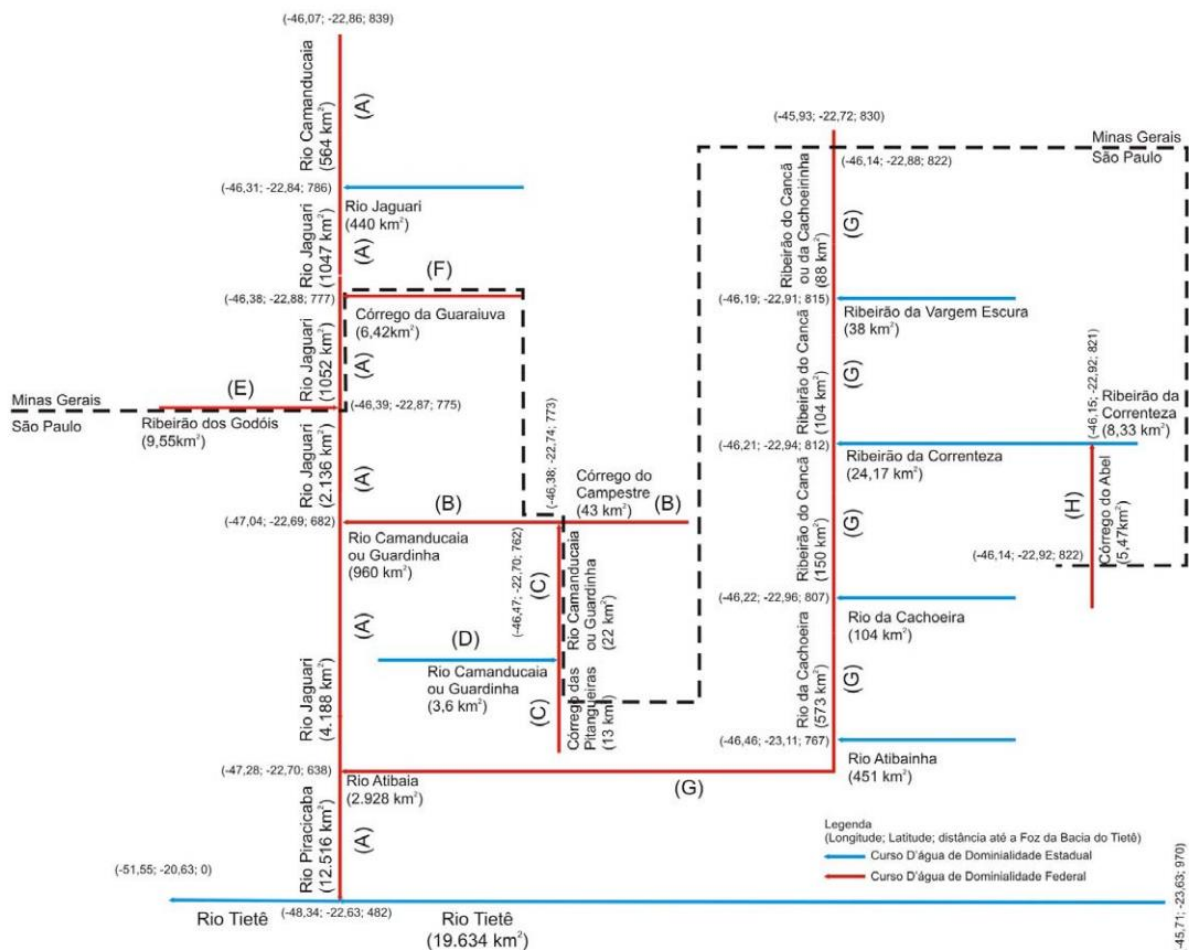 (-46,07; -22,86; 839)
Rio Camanducaia
(564 km²)
(A)
(-46,31; -22,84; 786)
Rio Jaguari
(440 km²)
Rio Jaguari
(1047 km²)
(A)
(F)
(-46,38; -22,88; 777)
Córrego da Guaraiuva
(6,42km²)
Rio Jaguari
(1052 km²)
(A)
(E)
Minas Gerais
São Paulo
Ribeirão dos Godóis
(9,55km²)
(-46,39; -22,87; 775)
Rio Jaguari
(2.136 km²)
(A)
(-46,38; -22,74; 773)
Córrego do
Campestre
(43 km²)
(B)
(B)
(-47,04; -22,69; 682)
Rio Camanducaia
ou Guardinha
(960 km²)
(-46,47; -22,70; 762)
(C)
Rio Camanducaia
ou Guardinha
(22 km²)
(A)
(D)
Rio Camanducaia
ou Guardinha
(3,6 km²)
(C)
Córrego das
Pitangueiras
(13 km²)
Rio Jaguari
(4.188 km²)
(-47,28; -22,70; 638)
Rio Atibaia
(2.928 km²)
(G)
Rio Piracicaba
(12.516 km²)
(A)
(-51,55; -20,63; 0)
Rio Tietê
(-48,34; -22,63; 482)
Rio Tietê
(19.634 km²)
(-45,93; -22,72; 830)
Minas Gerais
São Paulo
(-46,14; -22,88; 822)
Ribeirão do Cancã
ou da Cachoeirinha
(88 km²)
(G)
(-46,19; -22,91; 815)
Ribeirão da Vargem Escura
(38 km²)
Ribeirão do Cancã
(104 km²)
(G)
(-46,15; -22,92; 821)
Ribeirão da
Correnteza
(8,33 km²)
(-46,21; -22,94; 812)
Ribeirão da Correnteza
(24,17 km²)
Ribeirão do Cancã
(150 km²)
(G)
(H)
Córrego do Abel
(5,47km²)
(-46,14; -22,92; 822)
(-46,22; -22,96; 807)
Rio da Cachoeira
(104 km²)
Rio da Cachoeira
(573 km²)
(G)
(-46,46; -23,11; 767)
Rio Atibainha
(451 km²)
Legenda
(Longitude; Latitude; distância até a Foz da Bacia do Tietê)
Curso D'água de Dominialidade Estadual
Curso D'água de Dominialidade Federal
(-45,71; -23,63; 970)